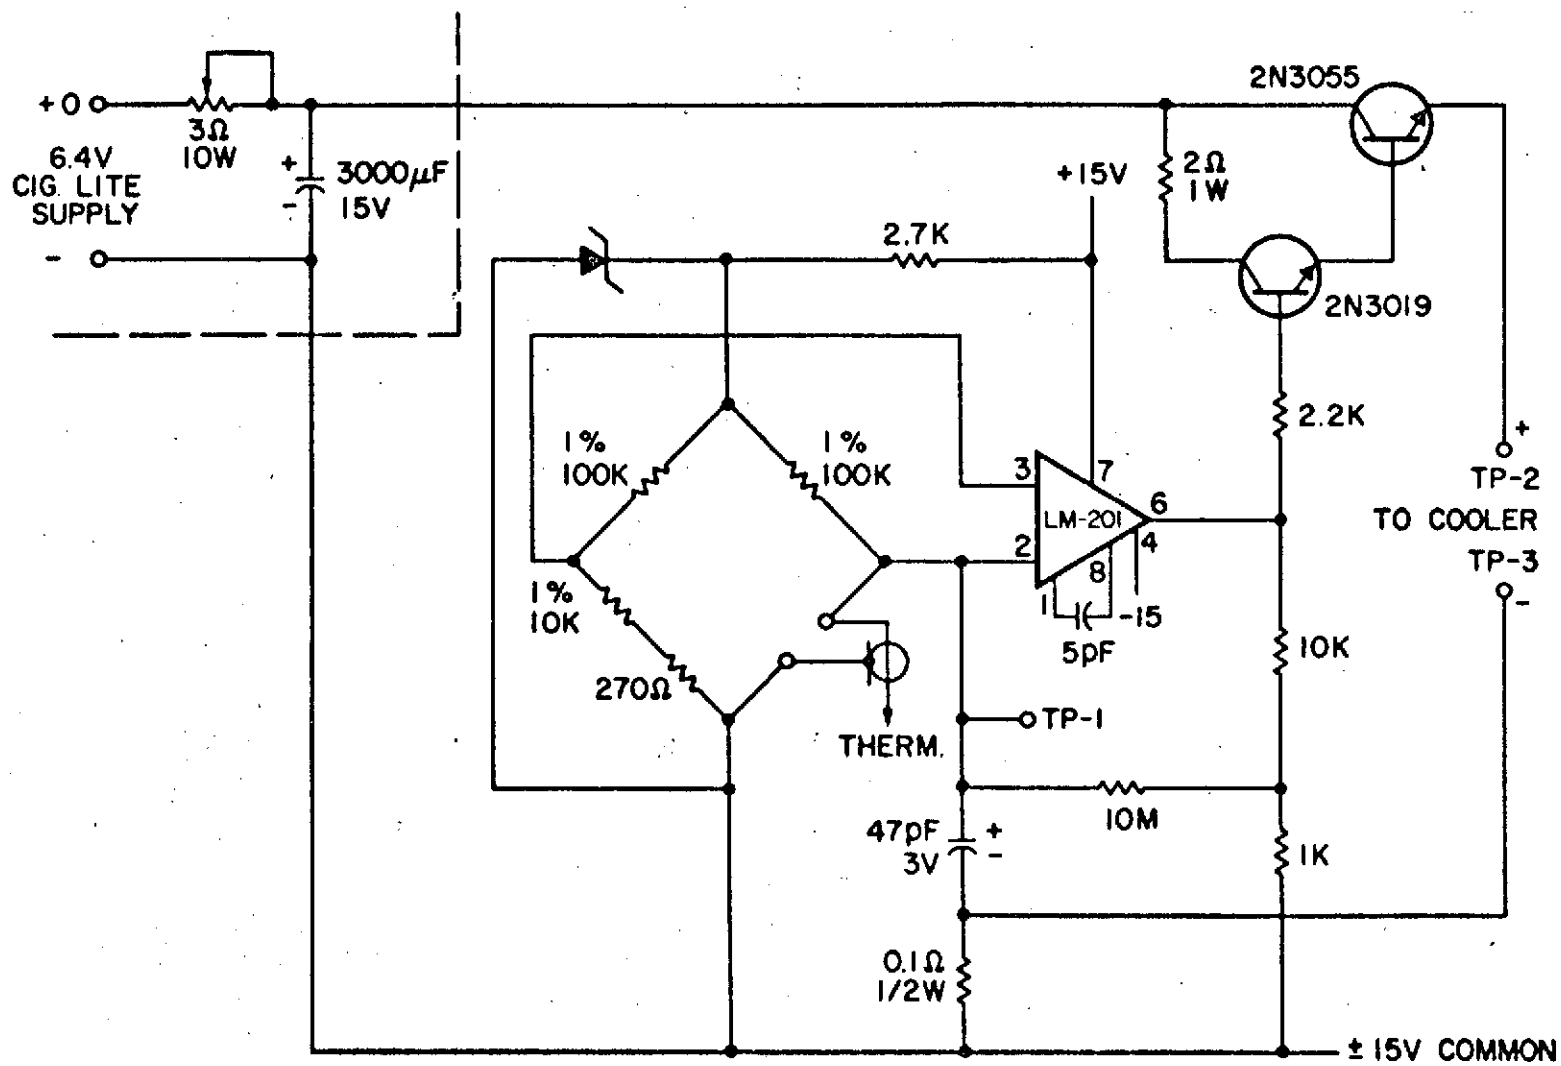 +O
3Ω
10W
6.4V
CIG. LITE
SUPPLY
-
+
3000µF
15V
-
2N3055
2Ω
1W
+15V
2.7K
2N3019
2.2K
1%
100K
1%
100K
3
7
LM-201
6
2
4
8
1
-15
5pF
+
TP-2
TO COOLER
TP-3
-
1%
10K
270Ω
10K
TP-1
THERM.
10M
47pF
3V
+
-
1K
0.1Ω
1/2W
±15V COMMON